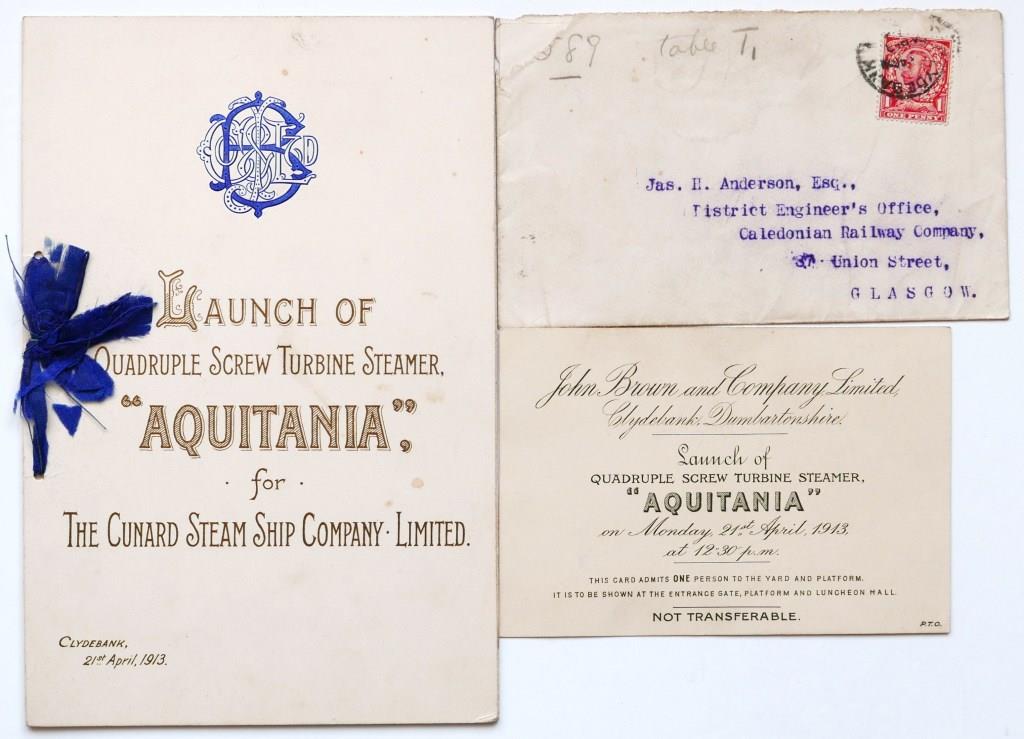 LAUNCH OF
QUADRUPLE SCREW TURBINE STEAMER,
"AQUITANIA",
· for ·
THE CUNARD STEAM SHIP COMPANY · LIMITED.
CLYDEBANK,
21st April, 1913.
89 table T,
ONE PENNY
Jas. H. Anderson, Esq.,
District Engineer's Office,
Caledonian Railway Company,
Union Street,
GLASGOW.
John Brown and Company, Limited,
Clydebank, Dumbartonshire.
Launch of
QUADRUPLE SCREW TURBINE STEAMER,
"AQUITANIA"
on Monday, 21st April, 1913,
at 12·30 p.m.
THIS CARD ADMITS ONE PERSON TO THE YARD AND PLATFORM.
IT IS TO BE SHOWN AT THE ENTRANCE GATE, PLATFORM AND LUNCHEON HALL.
NOT TRANSFERABLE.
P.T.O.